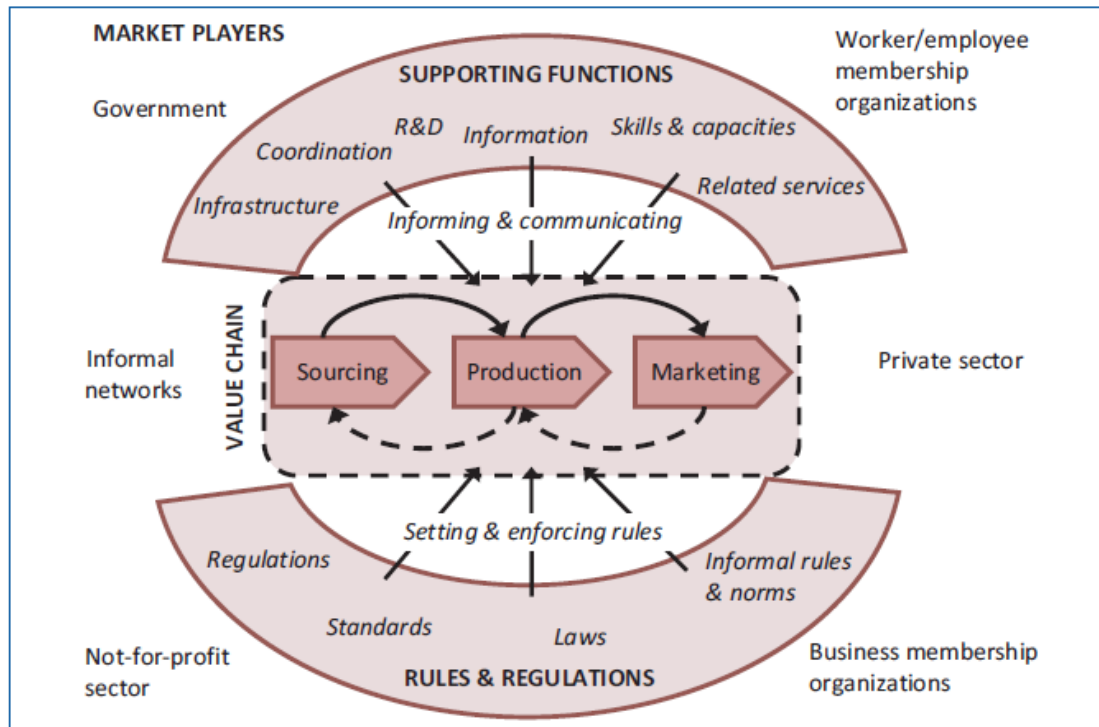 MARKET PLAYERS
Worker/employee
membership
organizations
SUPPORTING FUNCTIONS
Government
R&D
Information
Skills & capacities
Coordination
Related services
Infrastructure
Informing & communicating
VALUE CHAIN
Informal
networks
Sourcing
Production
Marketing
Private sector
Setting & enforcing rules
Regulations
Informal rules
& norms
Standards
Laws
Not-for-profit
sector
RULES & REGULATIONS
Business membership
organizations